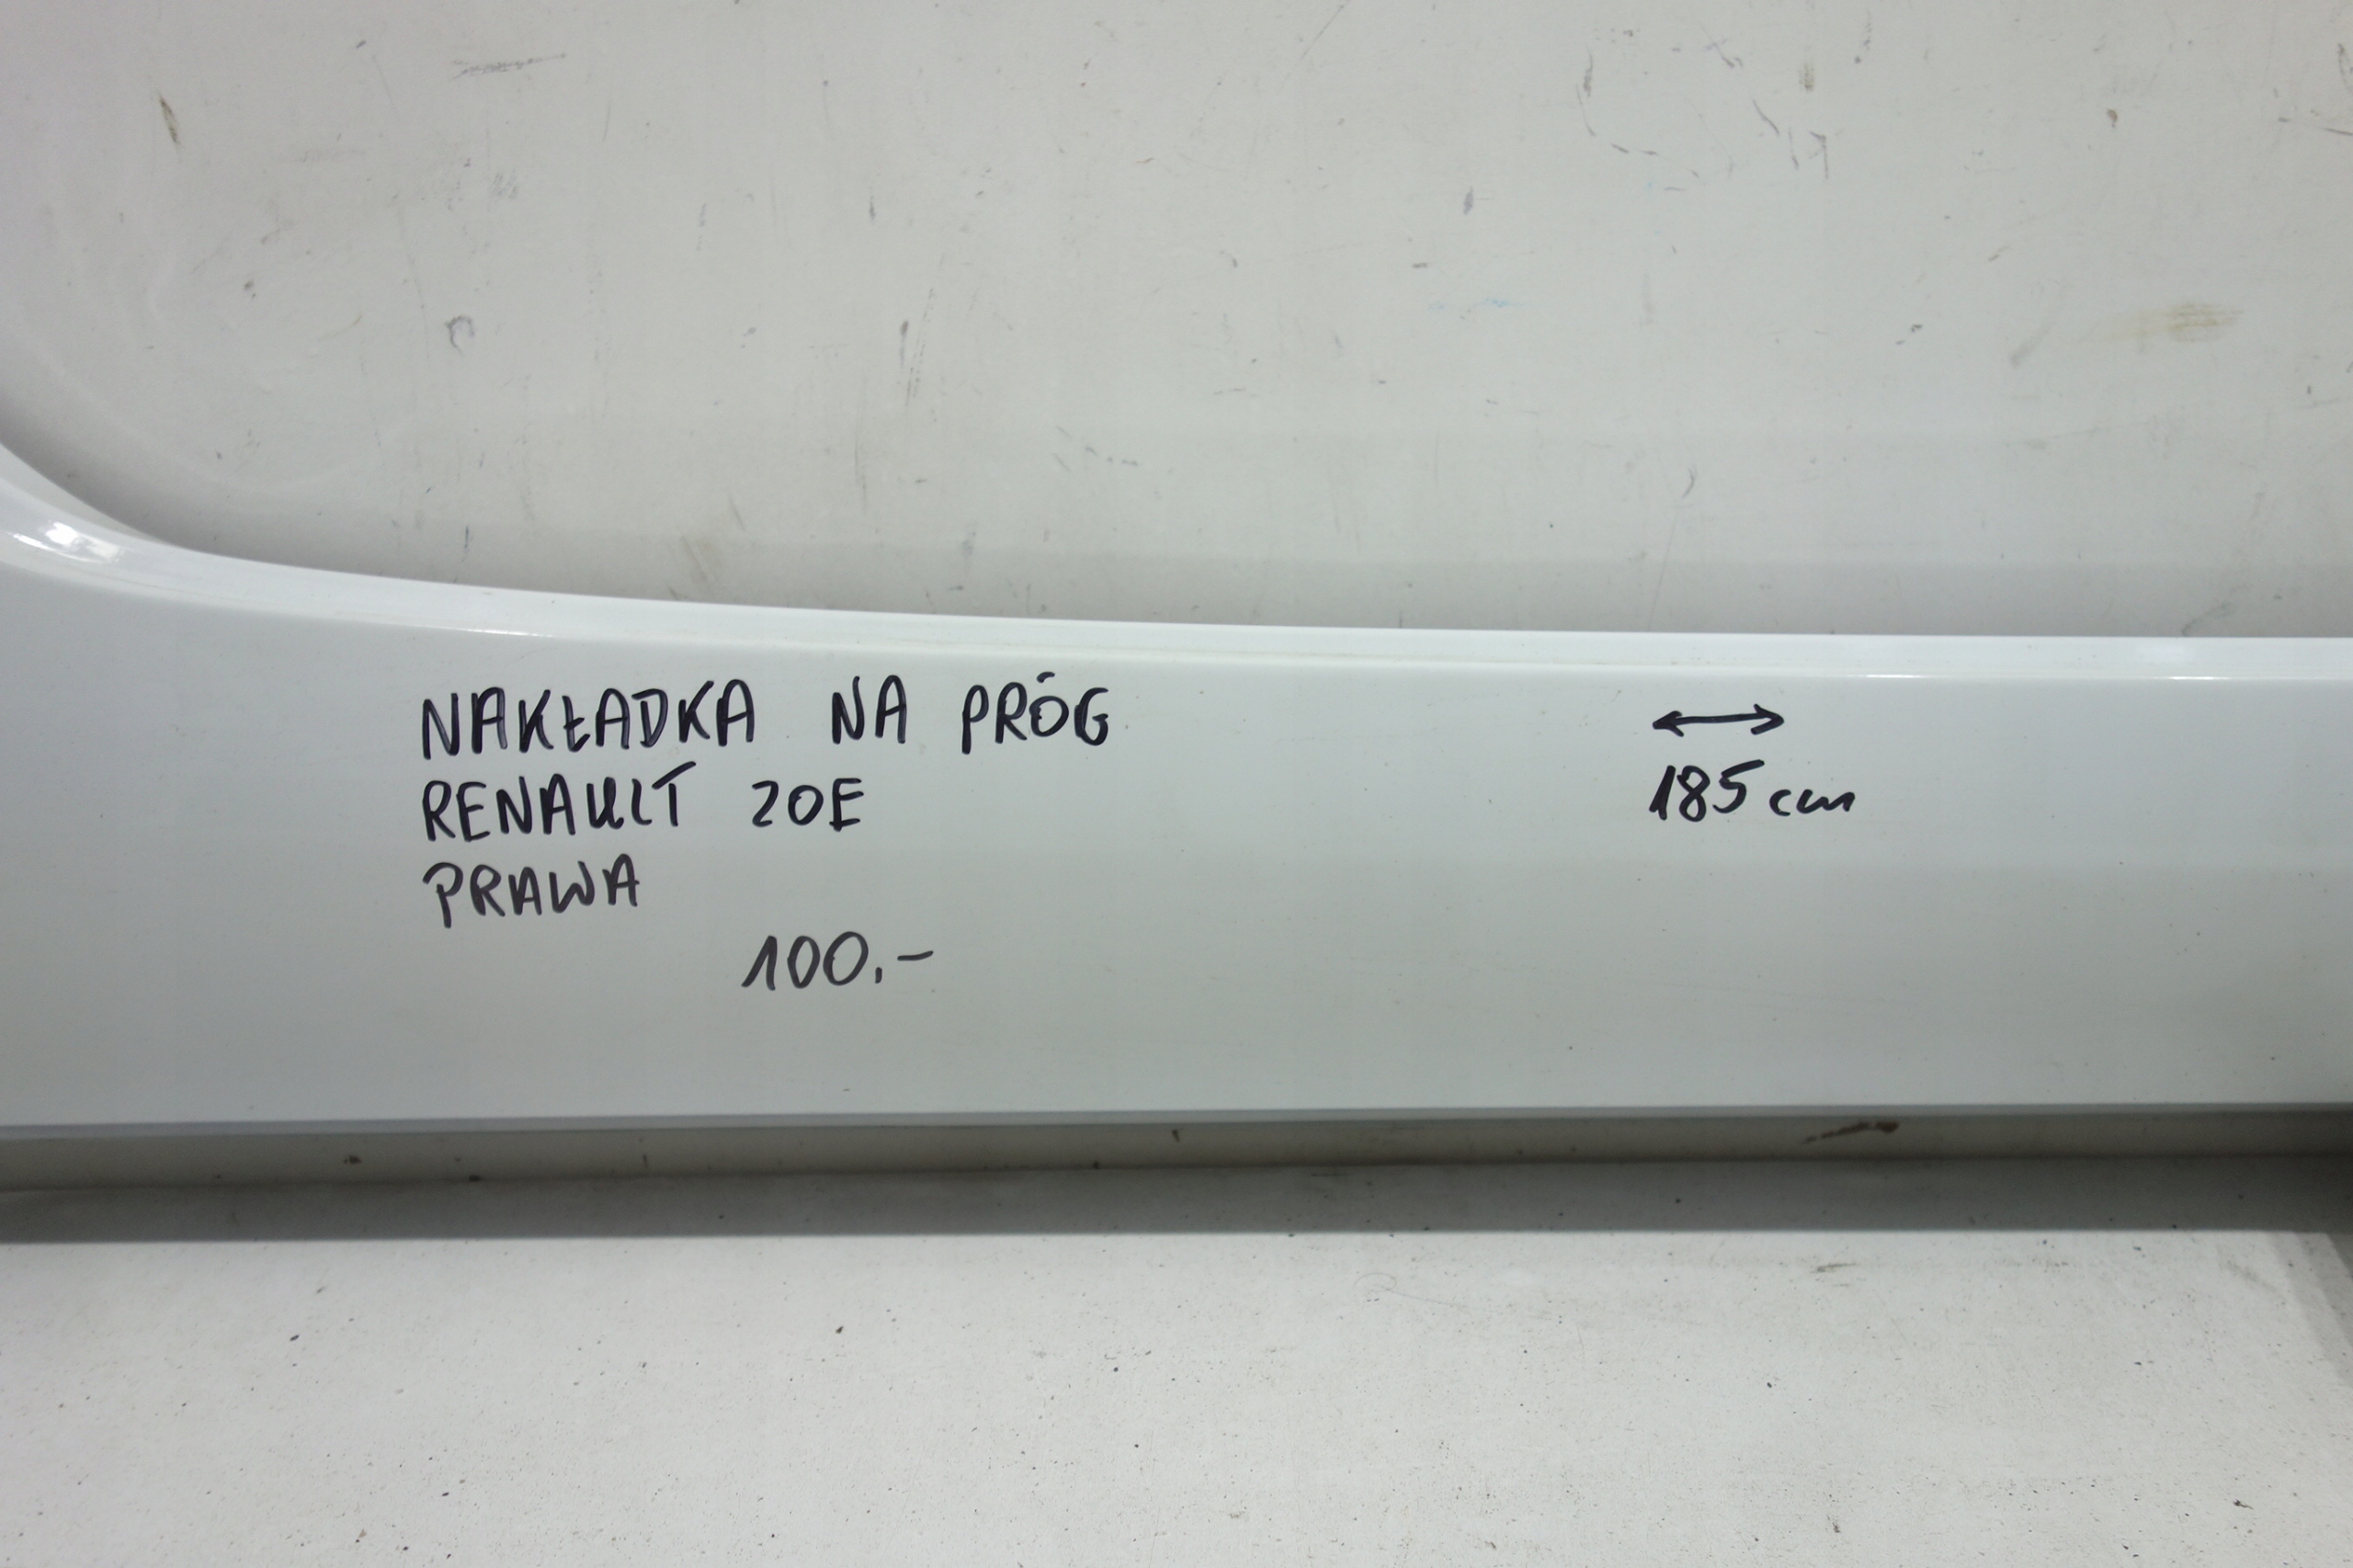 NAKŁADKA NA PRÓG
RENAULT ZOE
PRAWA
100.-
185 cm